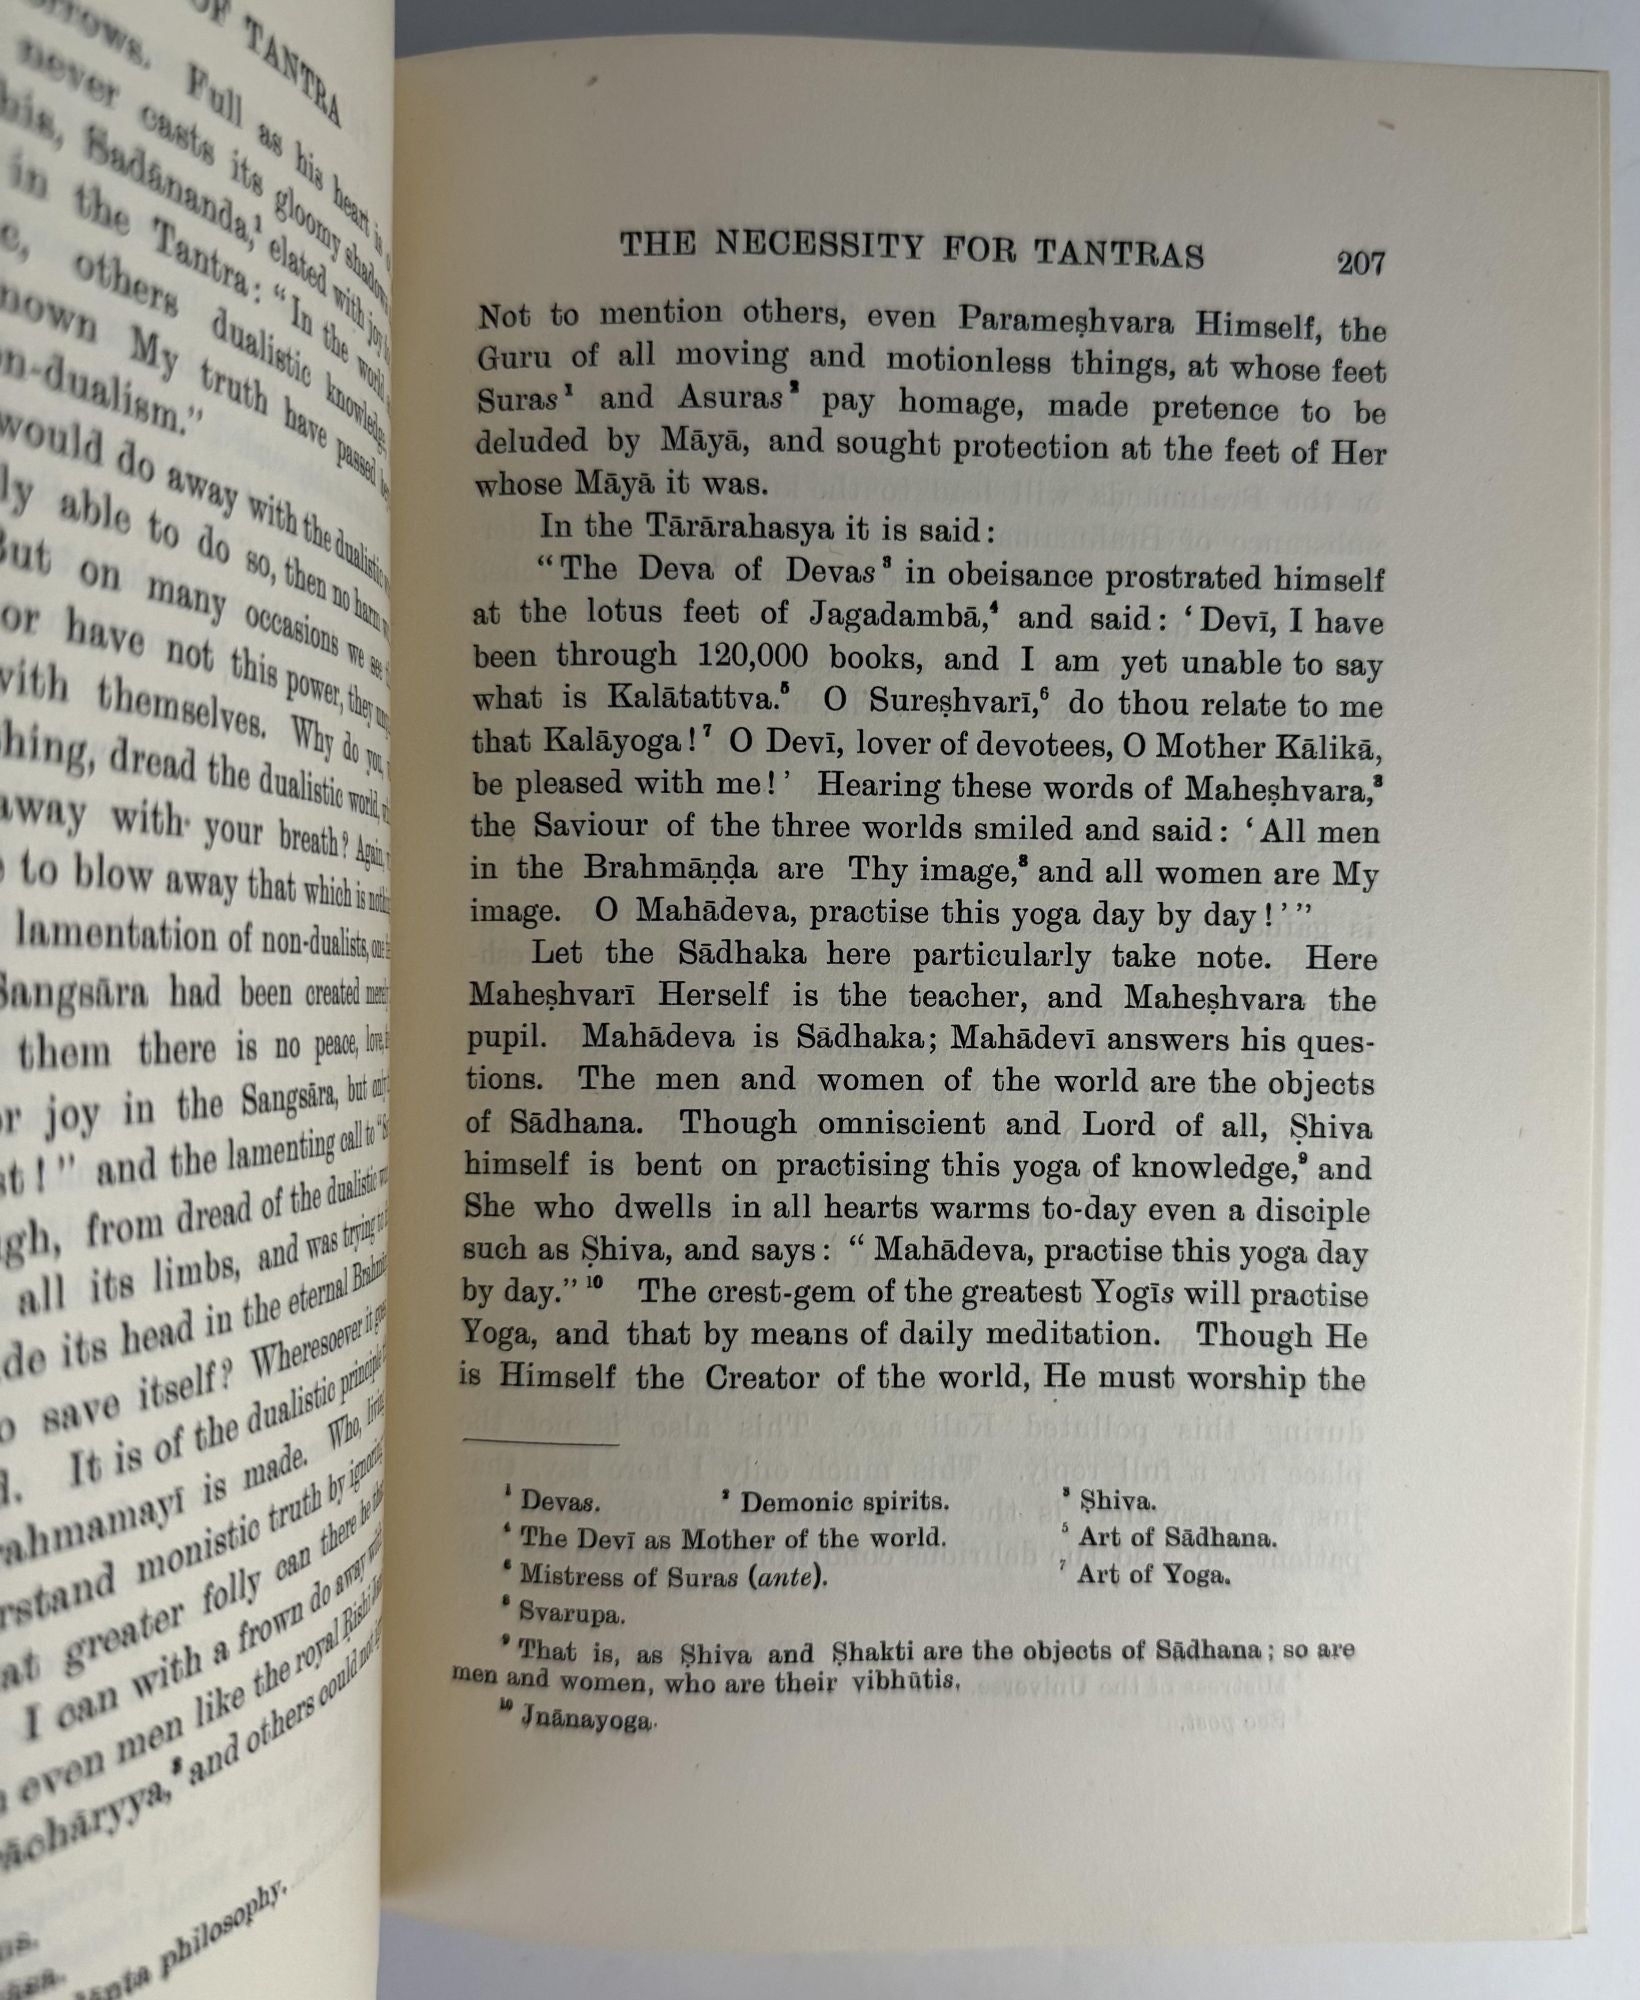 OF TANTRA
Full as his heart is
never casts its gloomy shadow
Sadānanda,¹ elated with joy
in the Tantra: “In the world
others dualistic knowledge,
My truth have passed
dualism.”
would do away with the dualistic
able to do so, then no harm
But on many occasions we see
or have not this power, they
with themselves. Why do you,
dread the dualistic world,
away with your breath? Again,
to blow away that which is
lamentation of non-dualists, one
Sangsāra had been created merely
them there is no peace, love,
joy in the Sangsāra, but only
and the lamenting call to
from dread of the dualistic
all its limbs, and was trying to
its head in the eternal
save itself? Wheresoever it goes
It is of the dualistic principle
is made. Who, living
monistic truth by ignoring
greater folly can there be than
I can with a frown do away with
even men like the royal Ṛishi
and others could not
philosophy.
THE NECESSITY FOR TANTRAS 207
Not to mention others, even Parameṣhvara Himself, the
Guru of all moving and motionless things, at whose feet
Suras¹ and Asuras² pay homage, made pretence to be
deluded by Māyā, and sought protection at the feet of Her
whose Māyā it was.
In the Tārārahasya it is said:
“The Deva of Devas³ in obeisance prostrated himself
at the lotus feet of Jagadambā,⁴ and said: ‘Devī, I have
been through 120,000 books, and I am yet unable to say
what is Kalātattva.⁵ O Sureṣhvarī,⁶ do thou relate to me
that Kalāyoga!⁷ O Devī, lover of devotees, O Mother Kālikā,
be pleased with me!’ Hearing these words of Maheṣhvara,³
the Saviour of the three worlds smiled and said: ‘All men
in the Brahmāṇḍa are Thy image,⁸ and all women are My
image. O Mahādeva, practise this yoga day by day!’”
Let the Sādhaka here particularly take note. Here
Maheṣhvarī Herself is the teacher, and Maheṣhvara the
pupil. Mahādeva is Sādhaka; Mahādevī answers his ques-
tions. The men and women of the world are the objects
of Sādhana. Though omniscient and Lord of all, Ṣhiva
himself is bent on practising this yoga of knowledge,⁹ and
She who dwells in all hearts warms to-day even a disciple
such as Ṣhiva, and says: “Mahādeva, practise this yoga day
by day.”¹⁰ The crest-gem of the greatest Yogīs will practise
Yoga, and that by means of daily meditation. Though He
is Himself the Creator of the world, He must worship the
¹ Devas. ² Demonic spirits. ³ Ṣhiva.
⁴ The Devī as Mother of the world. ⁵ Art of Sādhana.
⁶ Mistress of Suras (ante). ⁷ Art of Yoga.
⁸ Svarupa.
⁹ That is, as Ṣhiva and Ṣhakti are the objects of Sādhana; so are
men and women, who are their vibhūtis.
¹⁰ Jnānayoga.